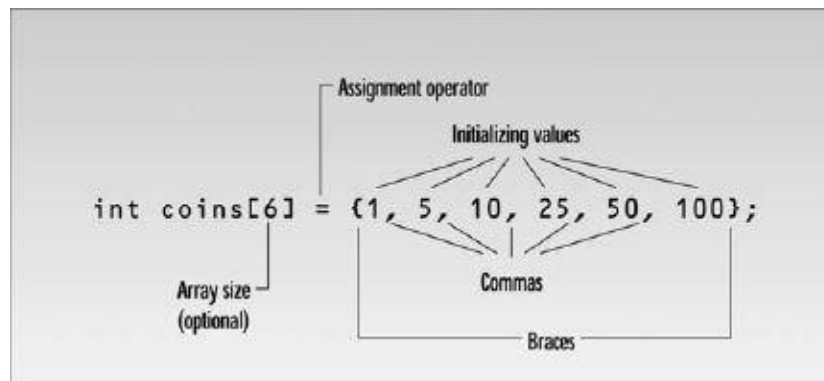 Assignment operator
Initializing values
int coins[6] = {1, 5, 10, 25, 50, 100};
Commas
Array size
(optional)
Braces